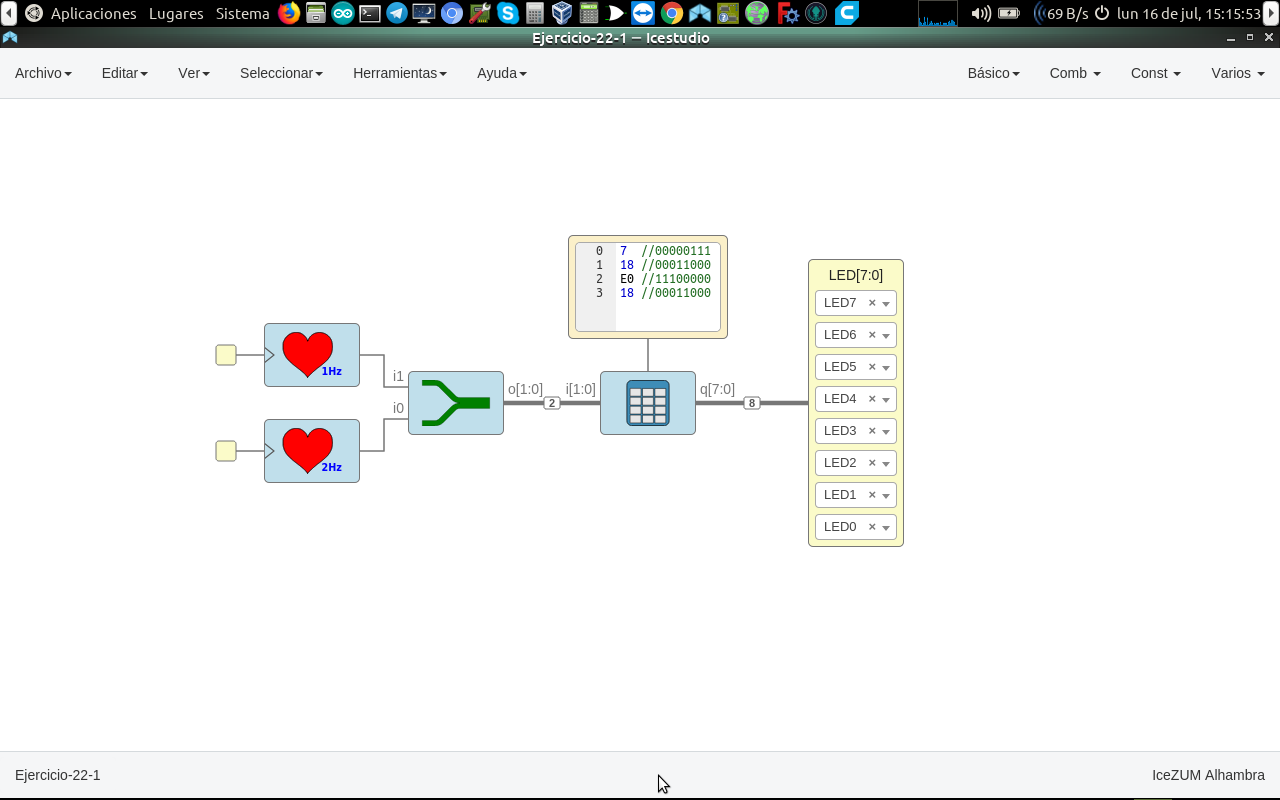 Aplicaciones Lugares Sistema 69 B/s lun 16 de jul, 15:15:53
Ejercicio-22-1 — Icestudio
Archivo Editar Ver Seleccionar Herramientas Ayuda Básico Comb Const Varios
0 7 //00000111
1 18 //00011000
2 E0 //11100000
3 18 //00011000
1Hz
2Hz
i1
i0
o[1:0]
2
i[1:0]
q[7:0]
8
LED[7:0]
LED7
LED6
LED5
LED4
LED3
LED2
LED1
LED0
Ejercicio-22-1
IceZUM Alhambra